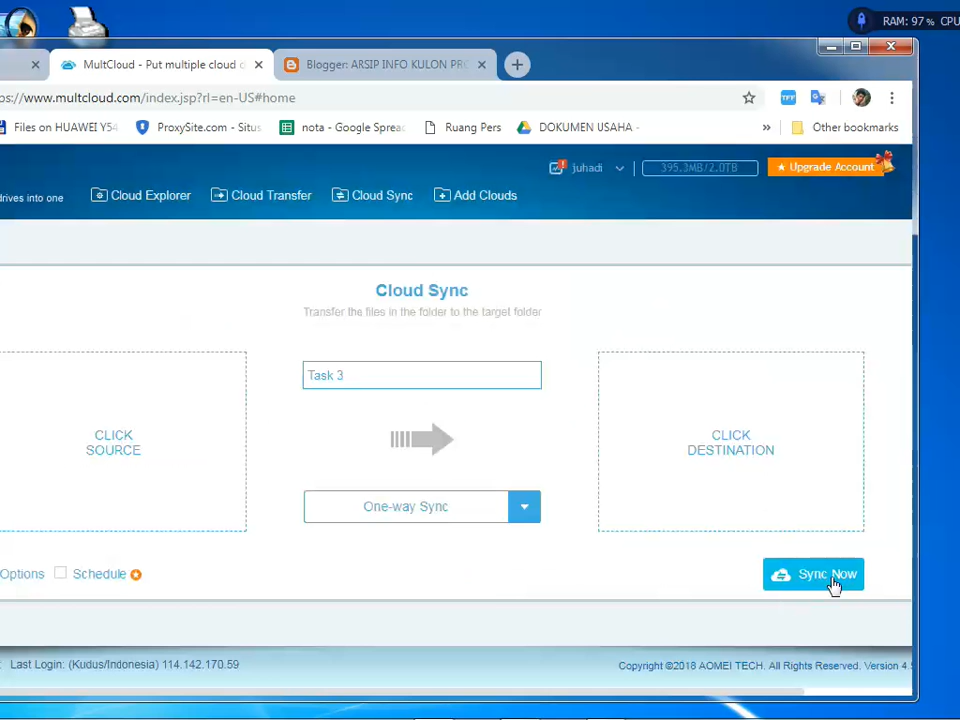 RAM: 97 % CPU
MultCloud - Put multiple cloud
Blogger: ARSIP INFO KULON PR
ps://www.multcloud.com/index.jsp?rl=en-US#home
Files on HUAWEI Y54
ProxySite.com - Situs
nota - Google Spreac
Ruang Pers
DOKUMEN USAHA -
»
Other bookmarks
juhadi
395.3MB/2.0TB
Upgrade Account
drives into one
Cloud Explorer
Cloud Transfer
Cloud Sync
Add Clouds
Cloud Sync
Transfer the files in the folder to the target folder
Task 3
CLICK
SOURCE
CLICK
DESTINATION
One-way Sync
Options
Schedule
Sync Now
Last Login: (Kudus/Indonesia) 114.142.170.59
Copyright ©2018 AOMEI TECH. All Rights Reserved. Version 4.